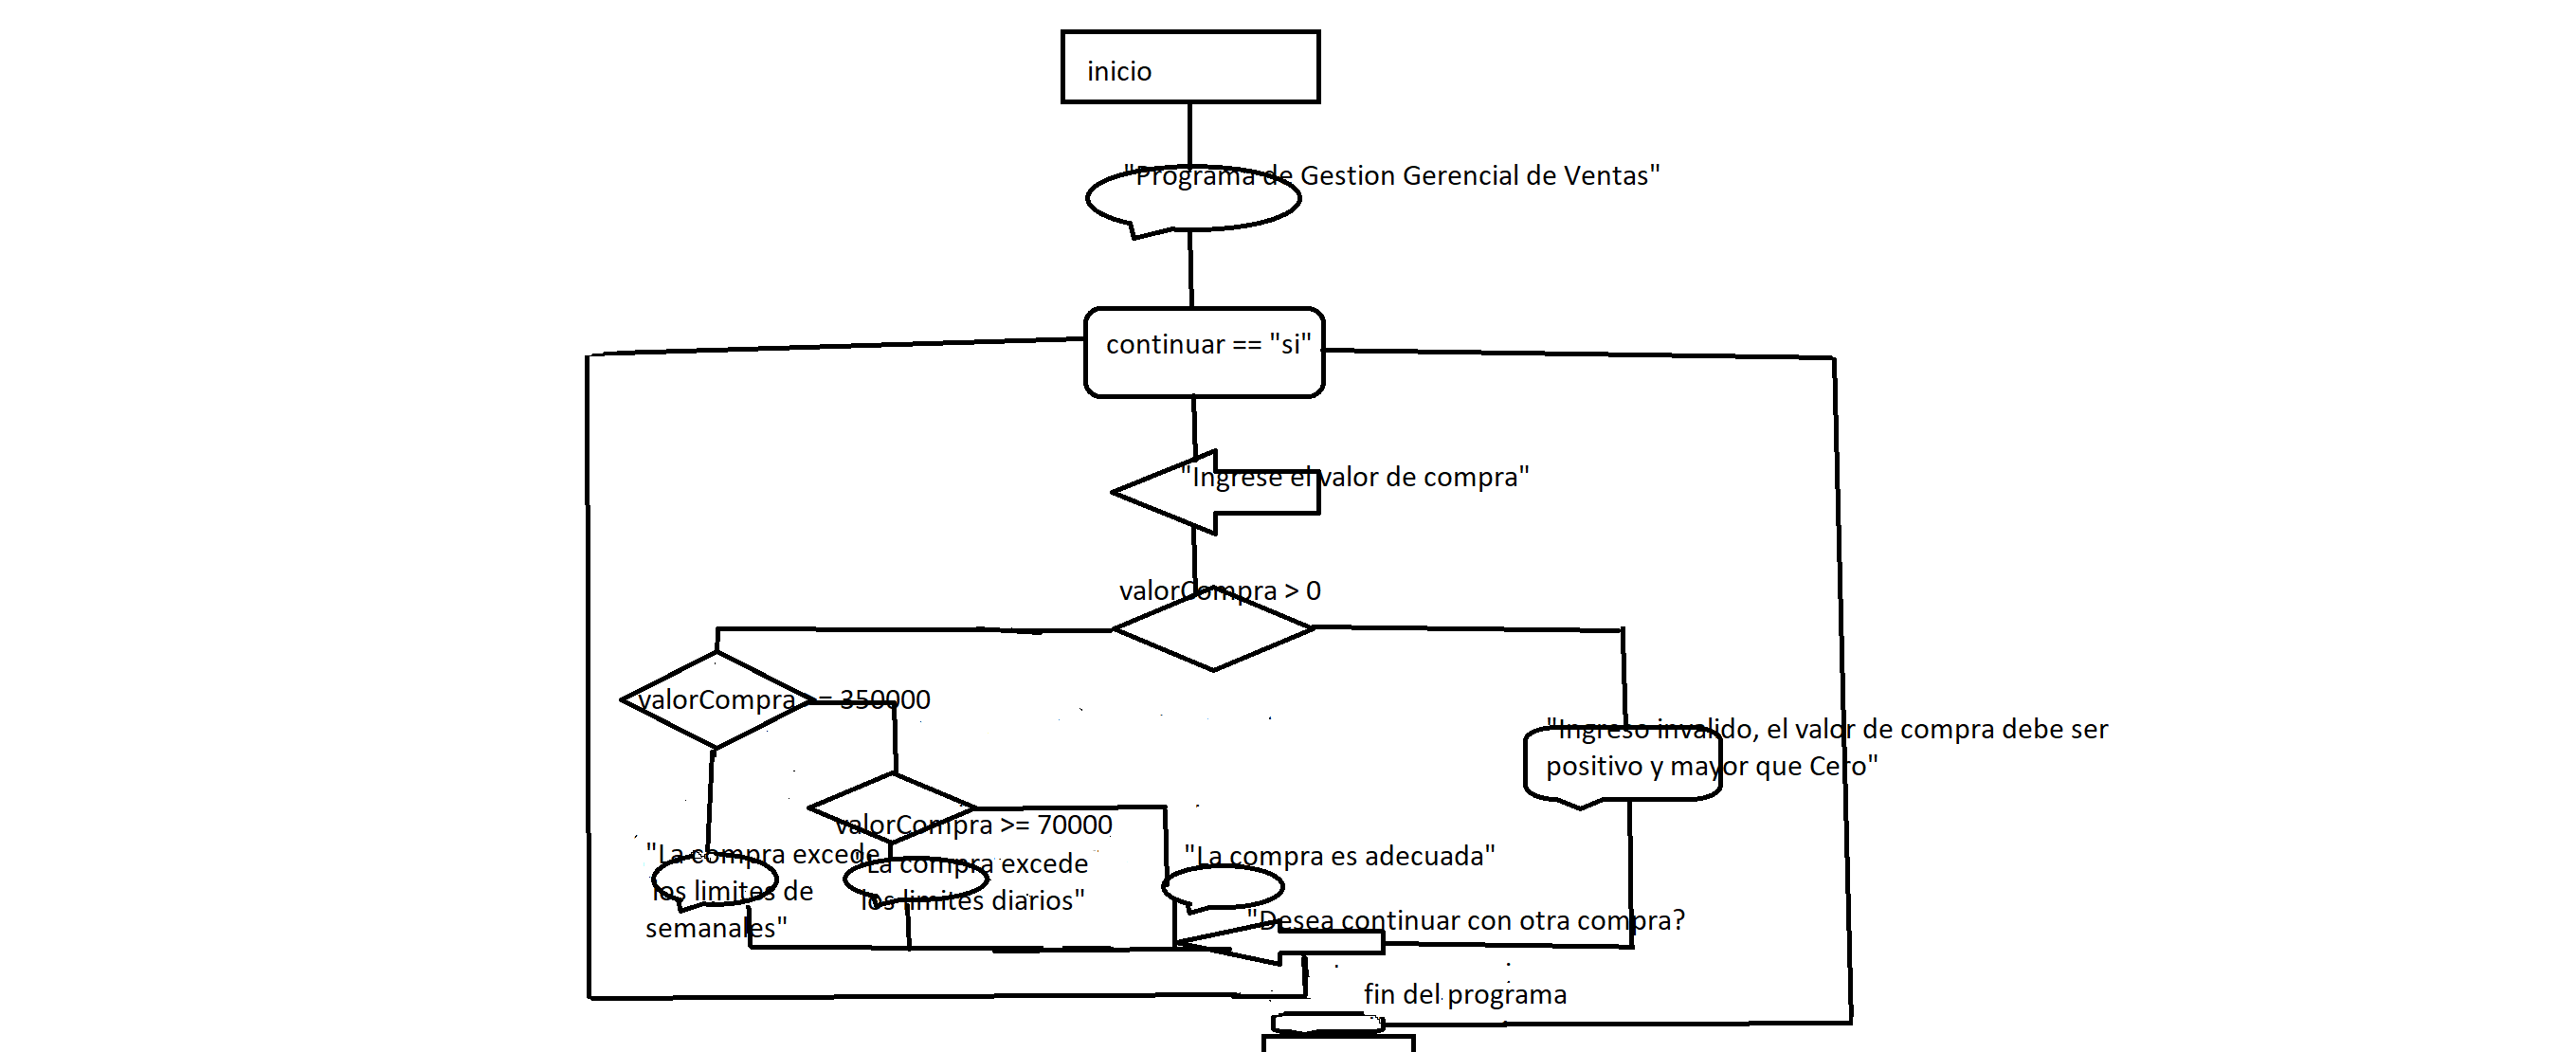 inicio
"Programa de Gestion Gerencial de Ventas"
continuar == "si"
"Ingrese el valor de compra"
valorCompra > 0
valorCompra = 350000
"Ingreso invalido, el valor de compra debe ser
positivo y mayor que Cero"
valorCompra >= 70000
"La compra excede
los limites de
semanales"
"La compra excede
los limites diarios"
"La compra es adecuada"
"Desea continuar con otra compra?
fin del programa